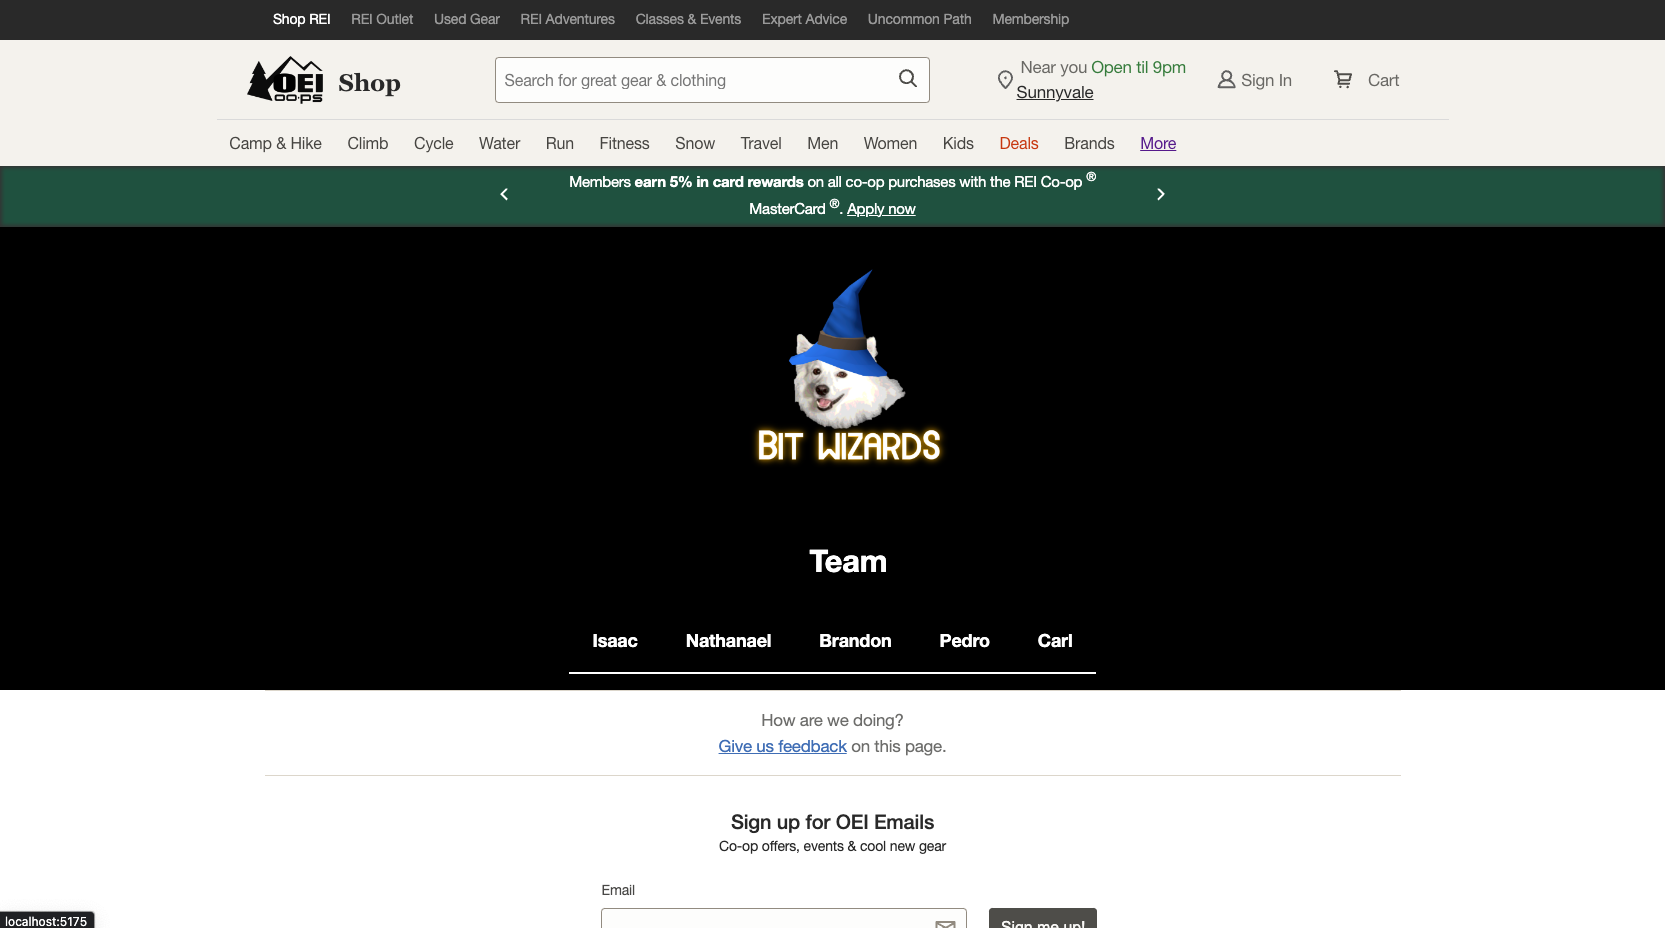 Shop REI REI Outlet Used Gear REI Adventures Classes & Events Expert Advice Uncommon Path Membership
OEI
CO·OPS
Shop
Search for great gear & clothing
Near you Open til 9pm
Sunnyvale
Sign In
Cart
Camp & Hike Climb Cycle Water Run Fitness Snow Travel Men Women Kids Deals Brands More
Members earn 5% in card rewards on all co-op purchases with the REI Co-op ®
MasterCard ®. Apply now
BIT WIZARDS
Team
Isaac Nathanael Brandon Pedro Carl
How are we doing?
Give us feedback on this page.
Sign up for OEI Emails
Co-op offers, events & cool new gear
Email
Sign me up!
localhost:5175